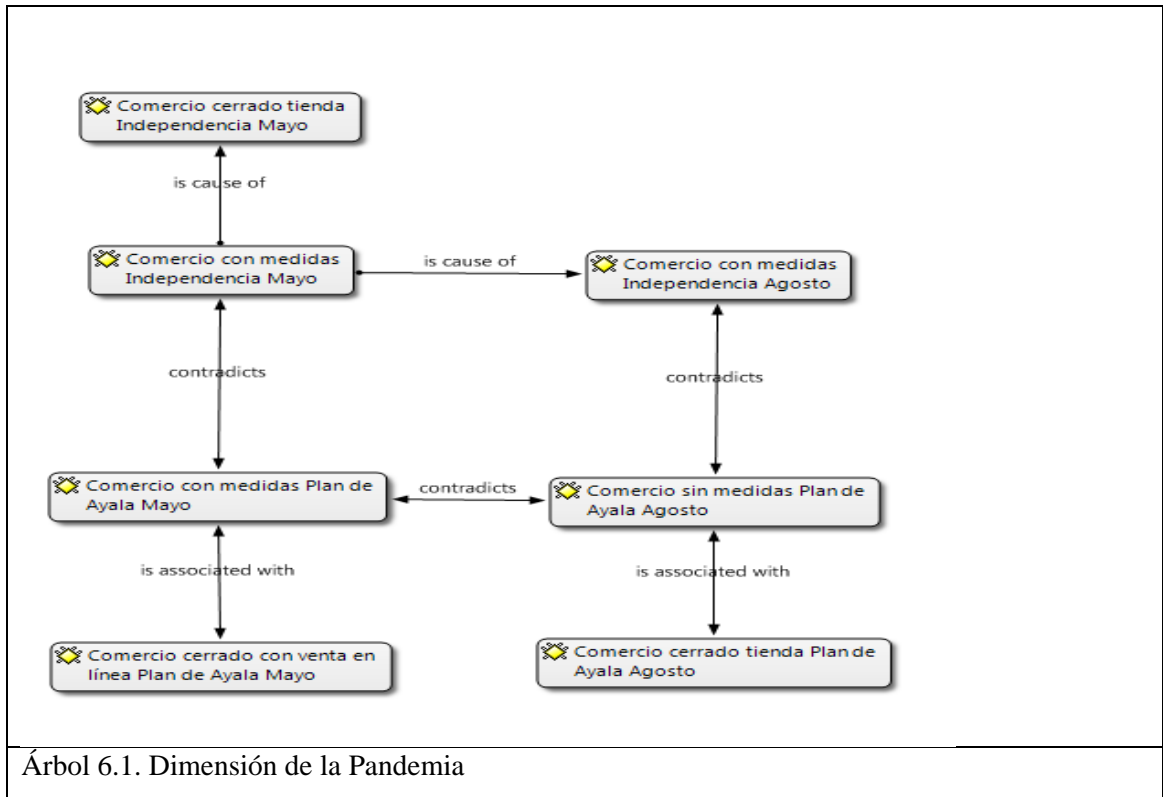 Comercio cerrado tienda
Independencia Mayo
is cause of
Comercio con medidas
Independencia Mayo
is cause of
Comercio con medidas
Independencia Agosto
contradicts
contradicts
Comercio con medidas Plan de
Ayala Mayo
contradicts
Comercio sin medidas Plan de
Ayala Agosto
is associated with
is associated with
Comercio cerrado con venta en
línea Plan de Ayala Mayo
Comercio cerrado tienda Plan de
Ayala Agosto
Árbol 6.1. Dimensión de la Pandemia